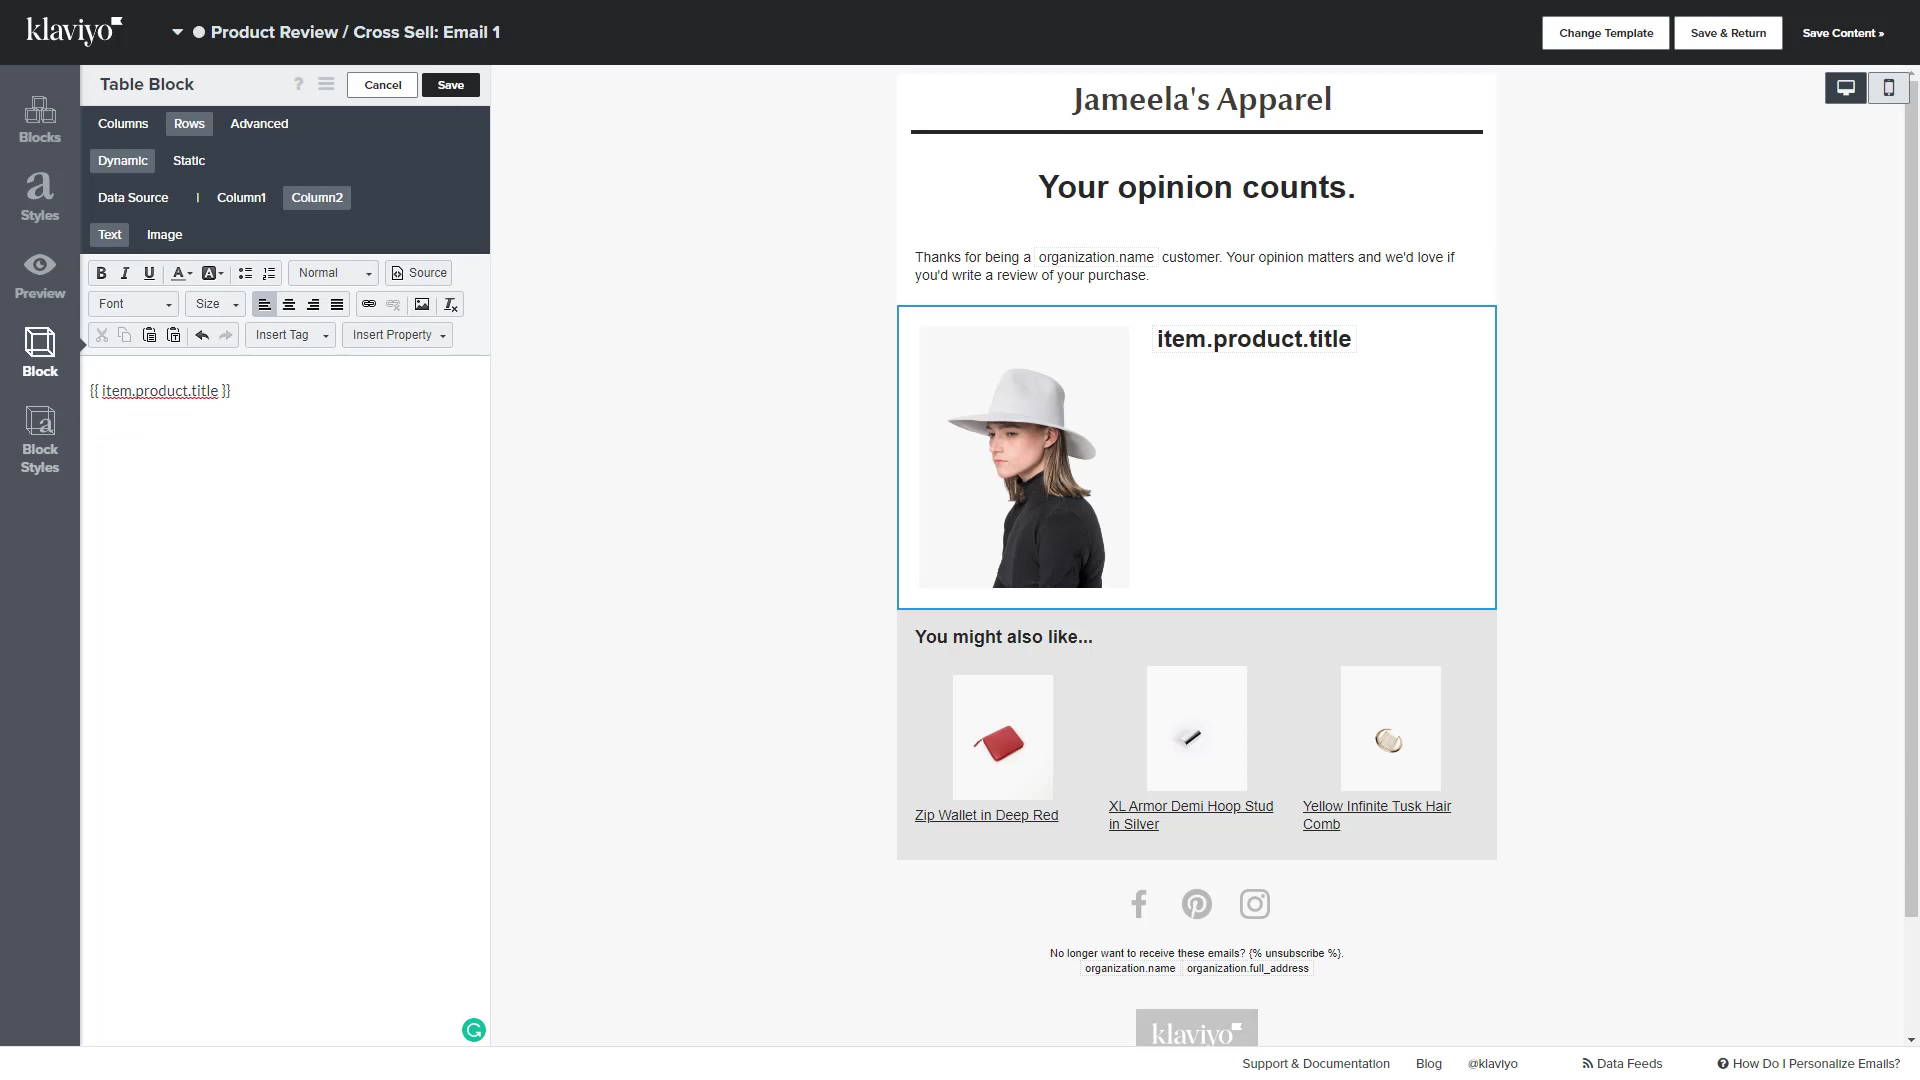 klaviyo
Product Review / Cross Sell: Email 1
Change Template
Save & Return
Save Content »
Table Block
?
Cancel
Save
Columns
Rows
Advanced
Dynamic
Static
Data Source
|
Column1
Column2
Text
Image
B I U A A
Normal
Source
Font
Size
Insert Tag
Insert Property
{{ item.product.title }}
Blocks
a
Styles
Preview
Block
a
Block
Styles
Jameela's Apparel
Your opinion counts.
Thanks for being a organization.name customer. Your opinion matters and we'd love if
you'd write a review of your purchase.
item.product.title
You might also like...
Zip Wallet in Deep Red
XL Armor Demi Hoop Stud
in Silver
Yellow Infinite Tusk Hair
Comb
No longer want to receive these emails? {% unsubscribe %}.
organization.name organization.full_address
klaviyo
Support & Documentation
Blog
@klaviyo
Data Feeds
How Do I Personalize Emails?